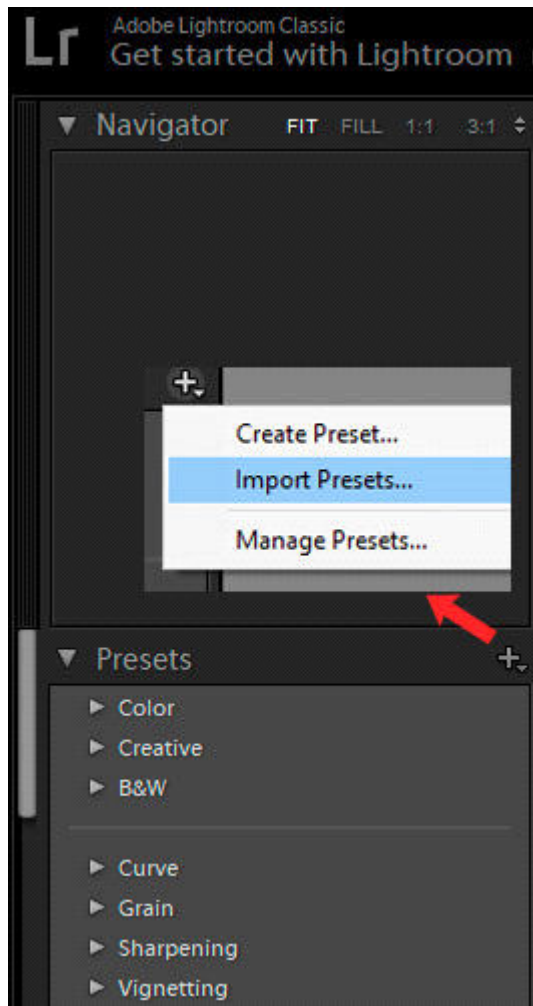 Lr
Adobe Lightroom Classic
Get started with Lightroom
Navigator FIT FILL 1:1 3:1
Create Preset...
Import Presets...
Manage Presets...
Presets
Color
Creative
B&W
Curve
Grain
Sharpening
Vignetting